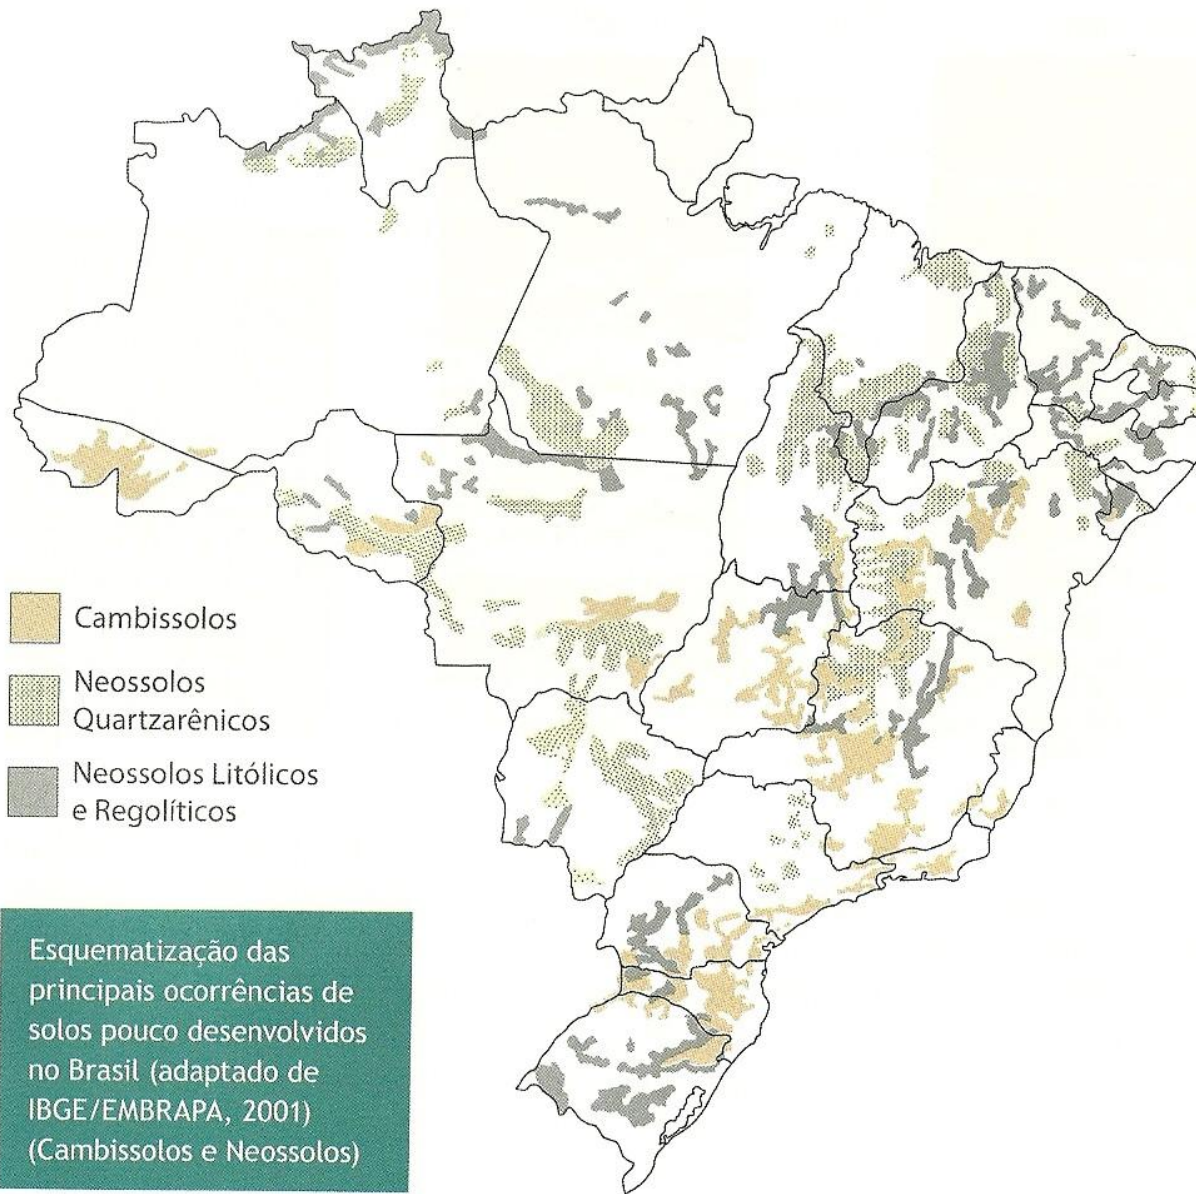 Cambissolos
Neossolos
Quartzarênicos
Neossolos Litólicos
e Regolíticos
Esquematização das
principais ocorrências de
solos pouco desenvolvidos
no Brasil (adaptado de
IBGE/EMBRAPA, 2001)
(Cambissolos e Neossolos)